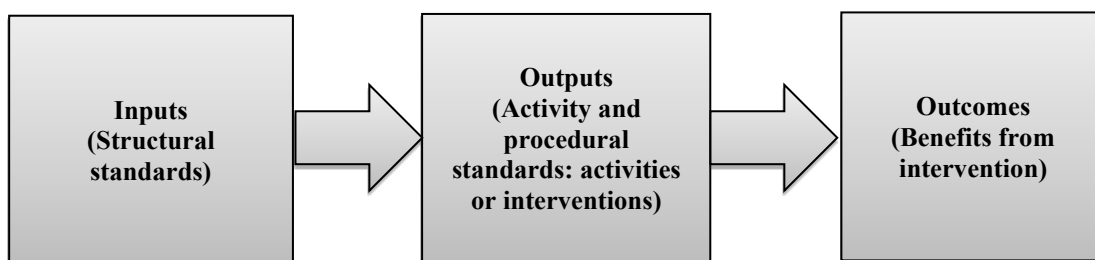 Inputs
(Structural
standards)
Outputs
(Activity and
procedural
standards: activities
or interventions)
Outcomes
(Benefits from
intervention)